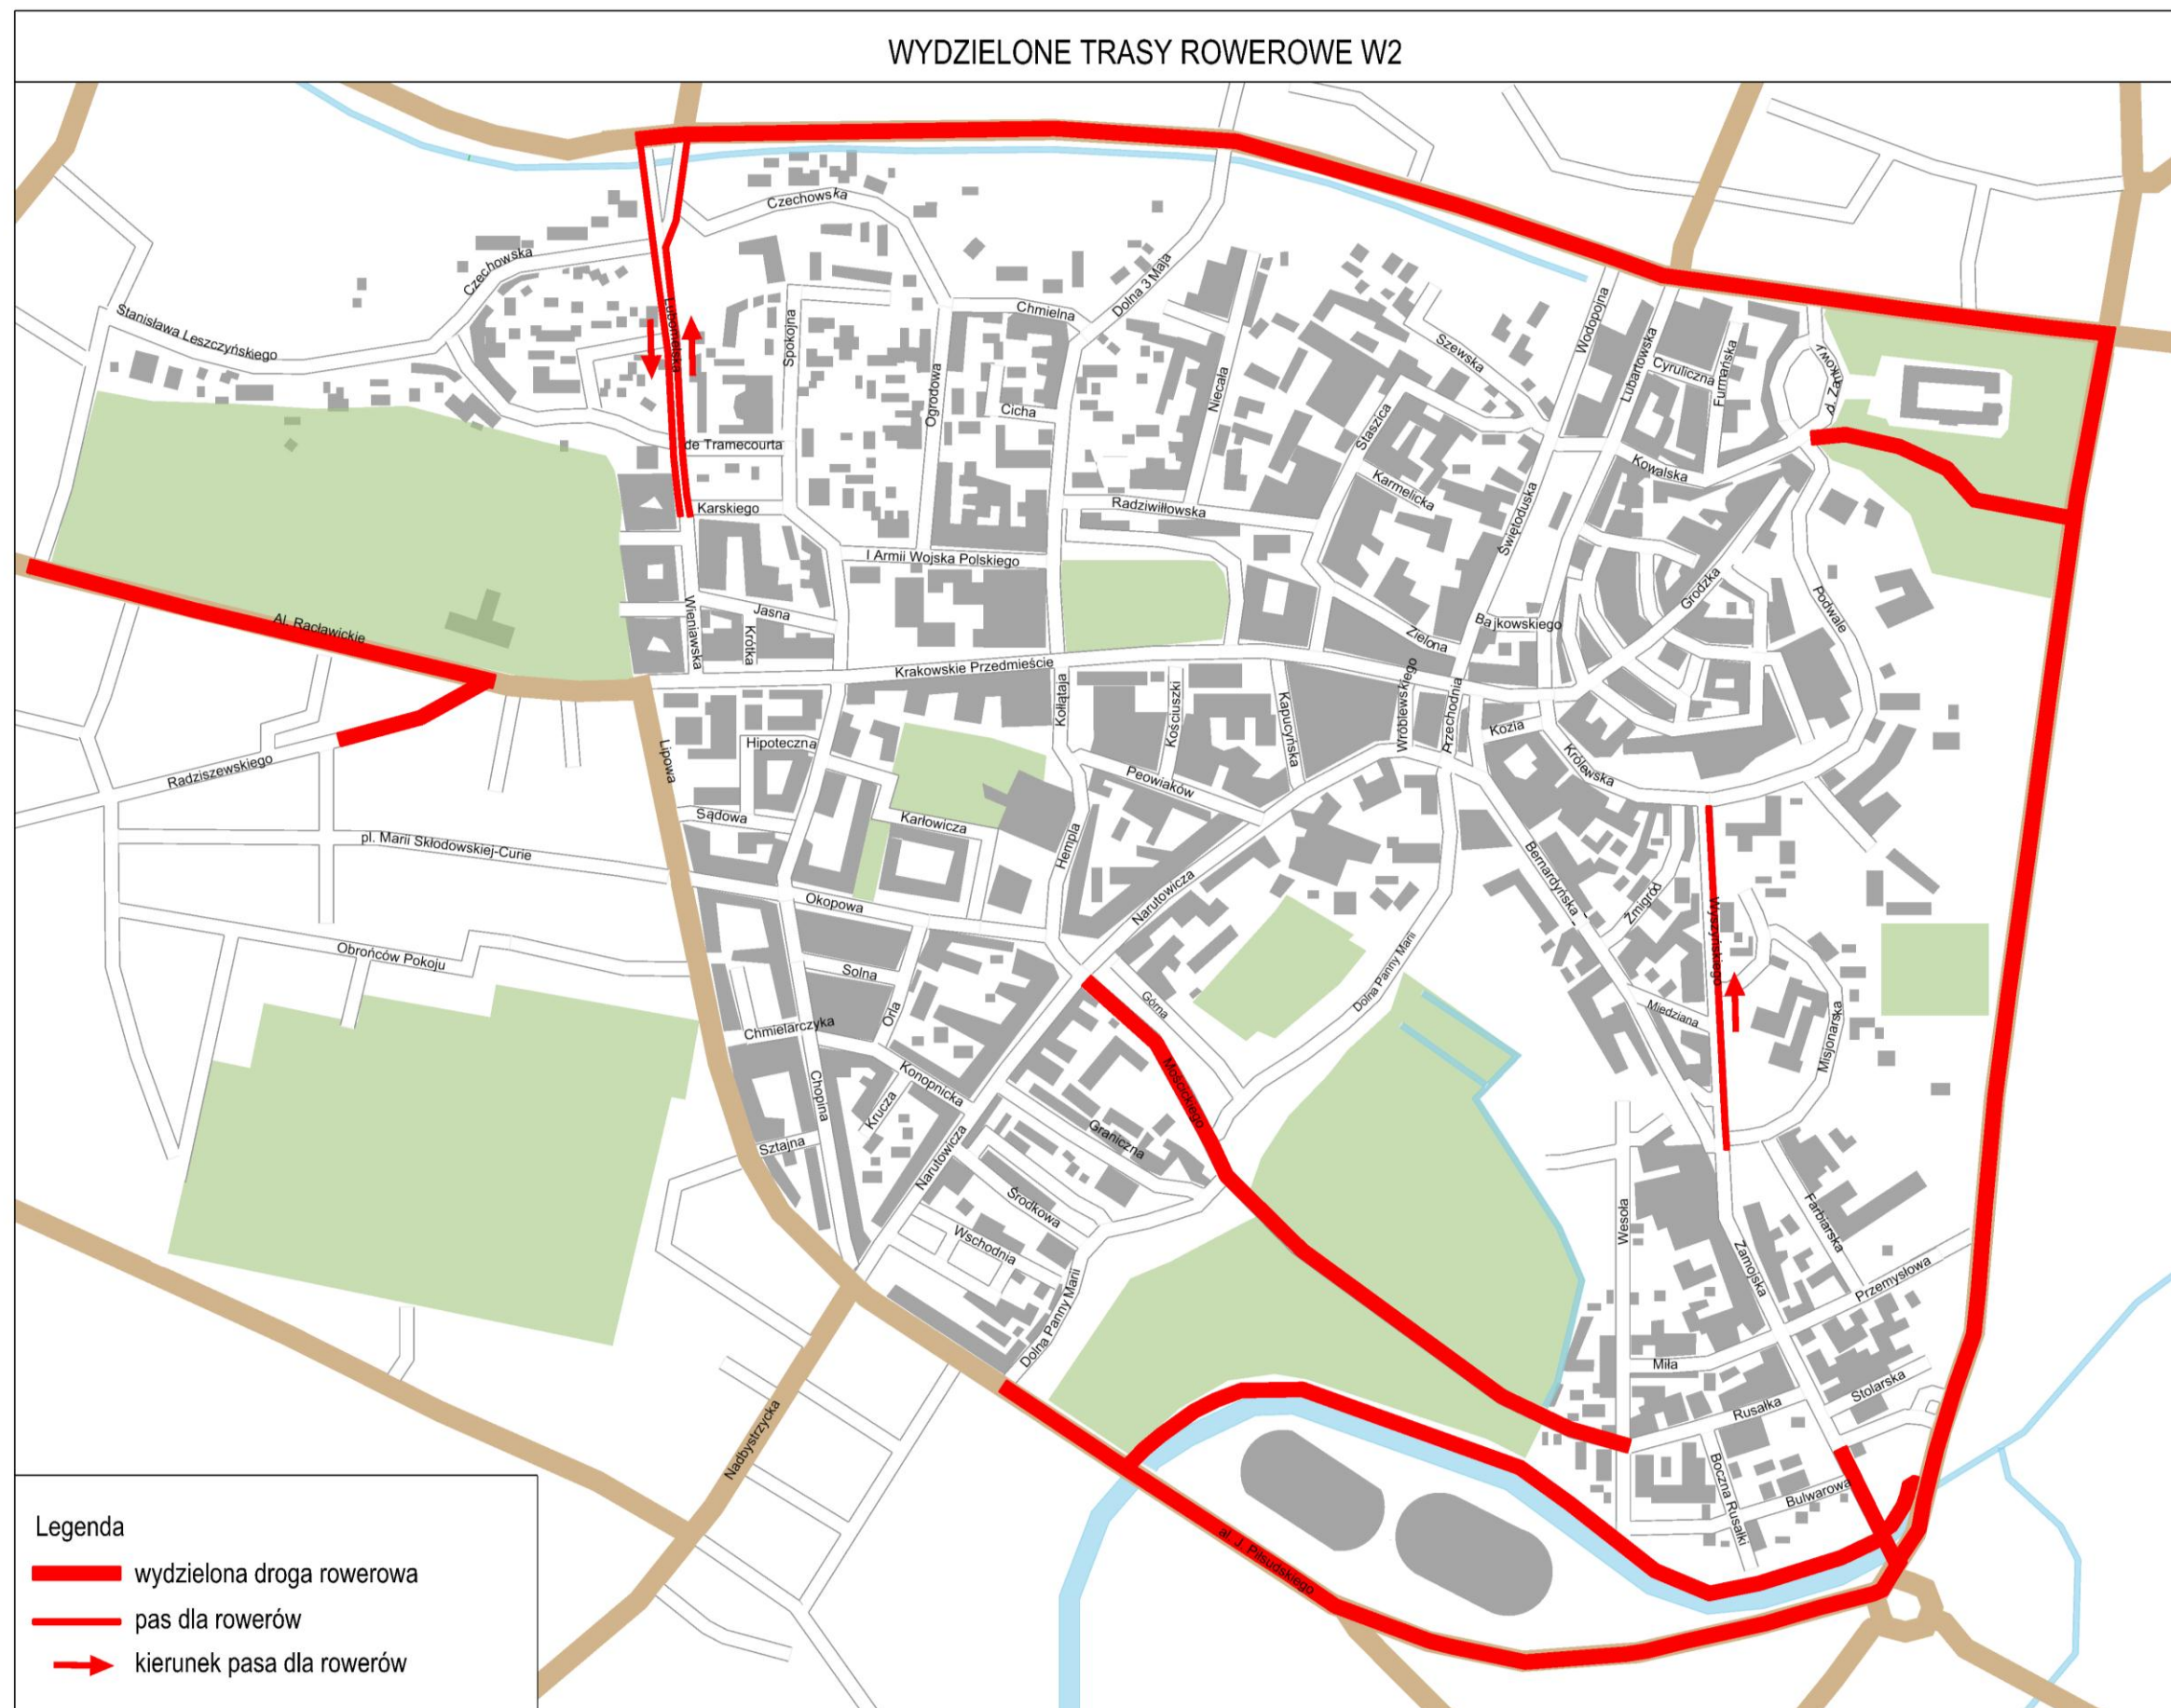 WYDZIELONE TRASY ROWEROWE W2
Czechowska
Czechowska
Stanisława Leszczyńskiego
Lubomelska
Spokojna
Ogrodowa
Chmielna
Dolna 3 Maja
Cicha
Niecała
Szewska
Wodopojna
Lubartowska
Cyruliczna
Furmańska
pl. Zamkowy
de Tramecourta
Karskiego
Radziwiłłowska
Staszica
Karmelicka
Świętoduska
Kowalska
I Armii Wojska Polskiego
Grodzka
Podwale
Al. Racławickie
Wieniawska
Jasna
Krótka
Zielona
Bajkowskiego
Krakowskie Przedmieście
Kołłątaja
Kościuszki
Kapucyńska
Wróblewskiego
Przechodnia
Kozia
Królewska
Radziszewskiego
Lipowa
Hipoteczna
Peowiaków
Sądowa
Karłowicza
pl. Marii Skłodowskiej-Curie
Hempla
Narutowicza
Bernardyńska
Żmigród
Wyszyńskiego
Okopowa
Obrońców Pokoju
Solna
Orla
Górna
Dolna Panny Marii
Miedziana
Misjonarska
Chmielarczyka
Chopina
Konopnicka
Krucza
Mościckiego
Graniczna
Sztajna
Narutowicza
Środkowa
Wschodnia
Dolna Panny Marii
Wesoła
Zamojska
Farbiarska
Przemysłowa
Miła
Stolarska
Rusałka
Boczna Rusałki
Bulwarowa
Nadbystrzycka
al. J. Piłsudskiego
Legenda
wydzielona droga rowerowa
pas dla rowerów
kierunek pasa dla rowerów